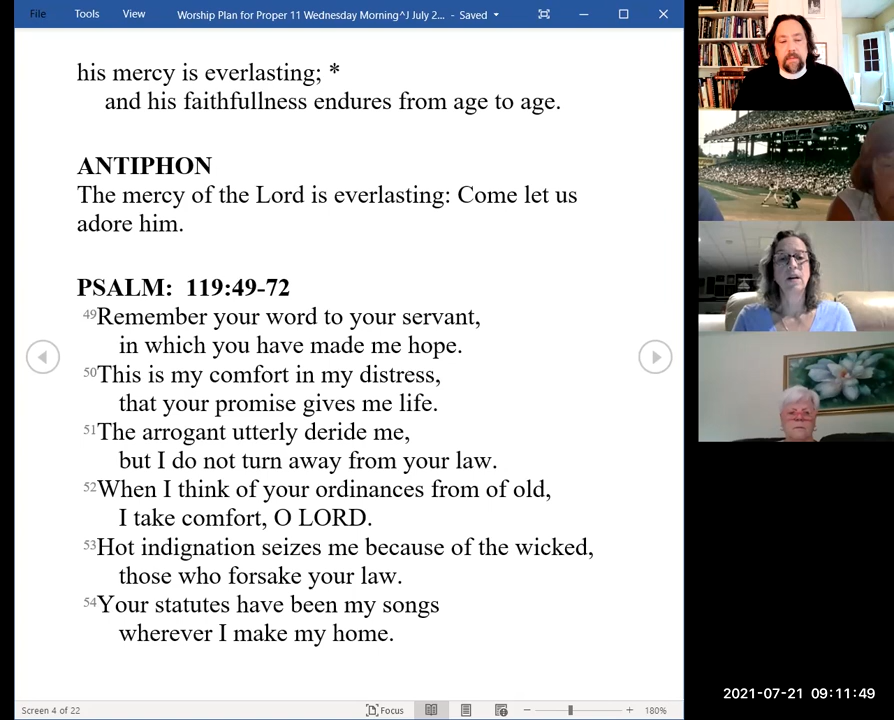 File Tools View Worship Plan for Proper 11 Wednesday Morning^J July 2... - Saved
his mercy is everlasting; *
and his faithfullness endures from age to age.
ANTIPHON
The mercy of the Lord is everlasting: Come let us
adore him.
PSALM: 119:49-72
49Remember your word to your servant,
in which you have made me hope.
50This is my comfort in my distress,
that your promise gives me life.
51The arrogant utterly deride me,
but I do not turn away from your law.
52When I think of your ordinances from of old,
I take comfort, O LORD.
53Hot indignation seizes me because of the wicked,
those who forsake your law.
54Your statutes have been my songs
wherever I make my home.
2021-07-21 09:11:49
Screen 4 of 22 Focus 180%